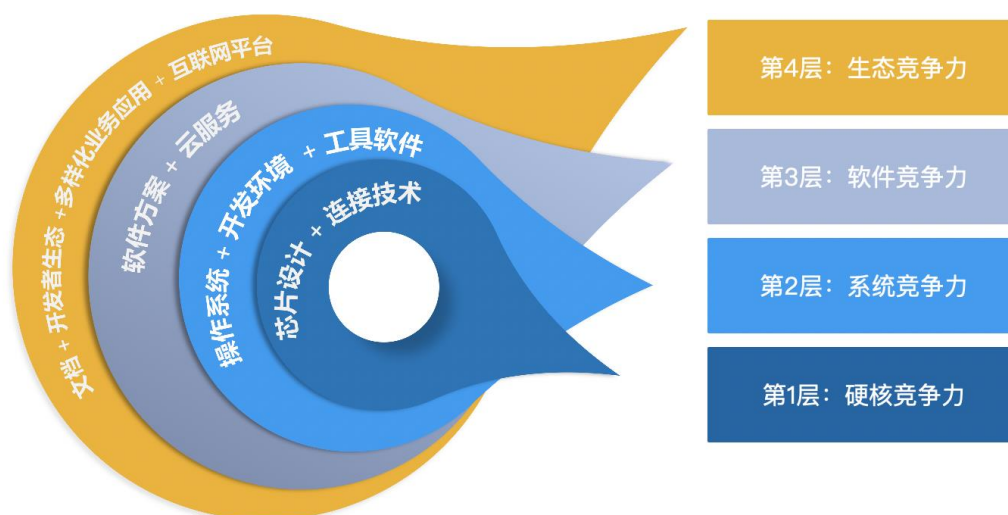 文档 + 开发者生态 +多样化业务应用 + 互联网平台
软件方案 + 云服务
操作系统 + 开发环境 + 工具软件
芯片设计 + 连接技术
第4层：生态竞争力
第3层：软件竞争力
第2层：系统竞争力
第1层：硬核竞争力